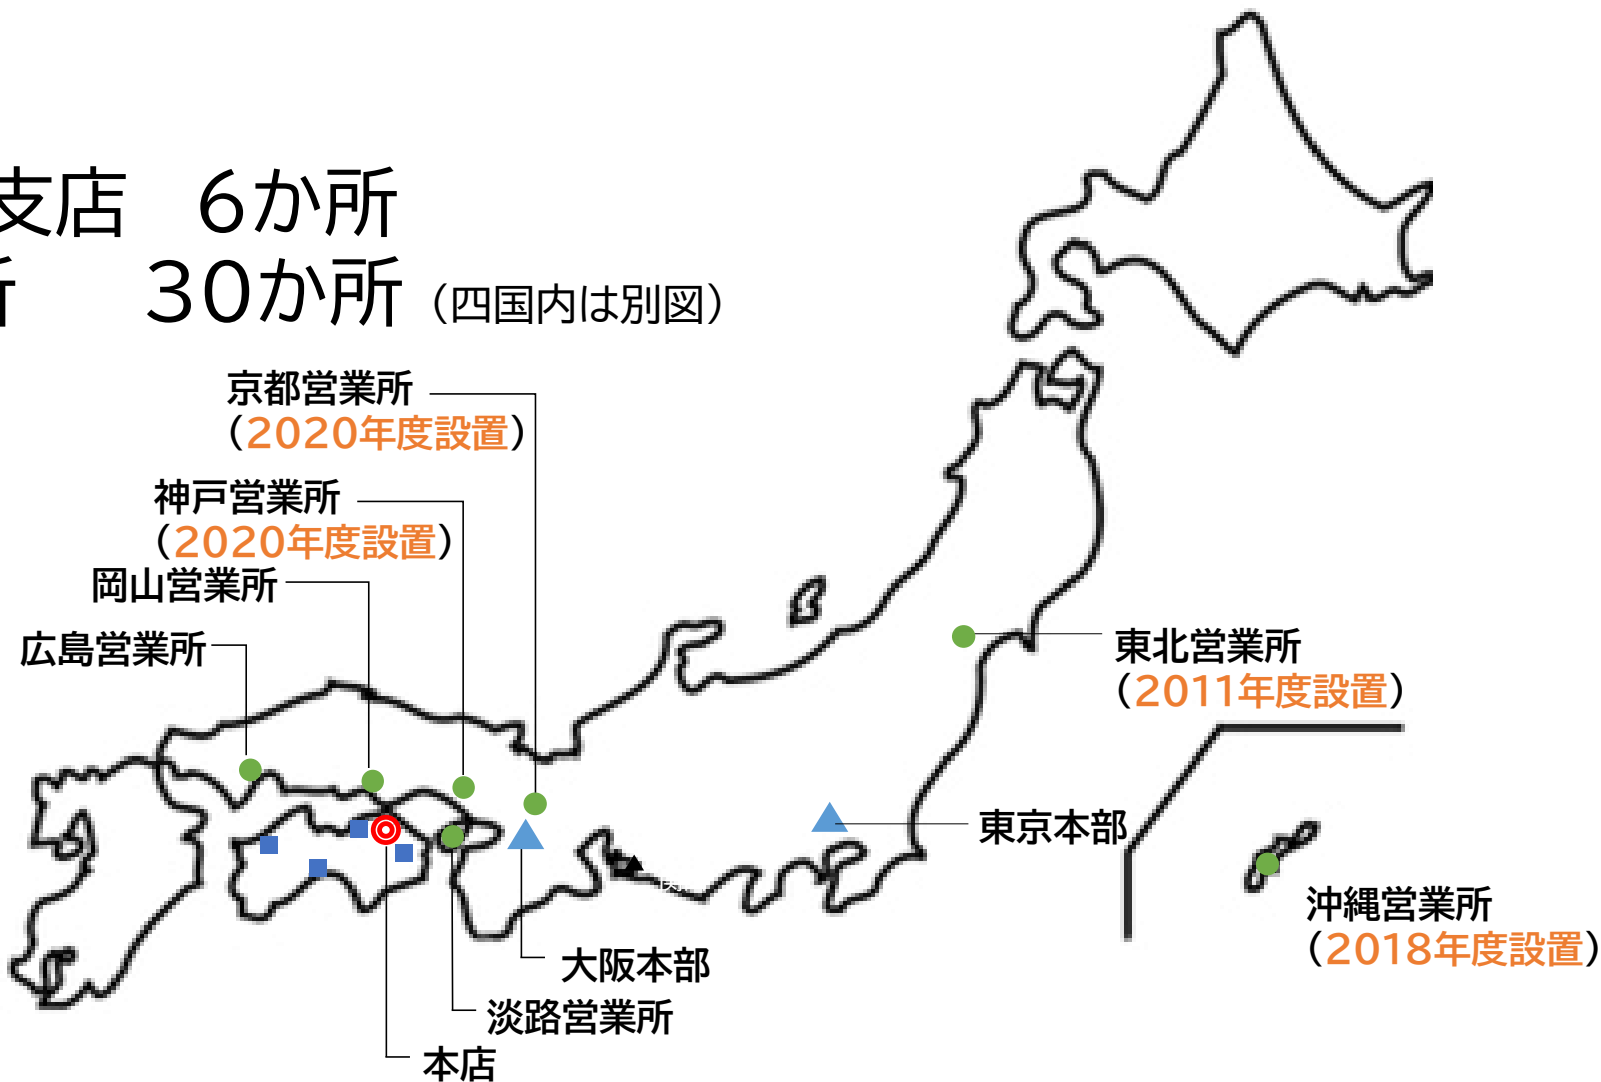 支店 6か所
所 30か所（四国内は別図）
京都営業所
（2020年度設置）
神戸営業所
（2020年度設置）
岡山営業所
広島営業所
東北営業所
（2011年度設置）
東京本部
沖縄営業所
（2018年度設置）
大阪本部
淡路営業所
本店